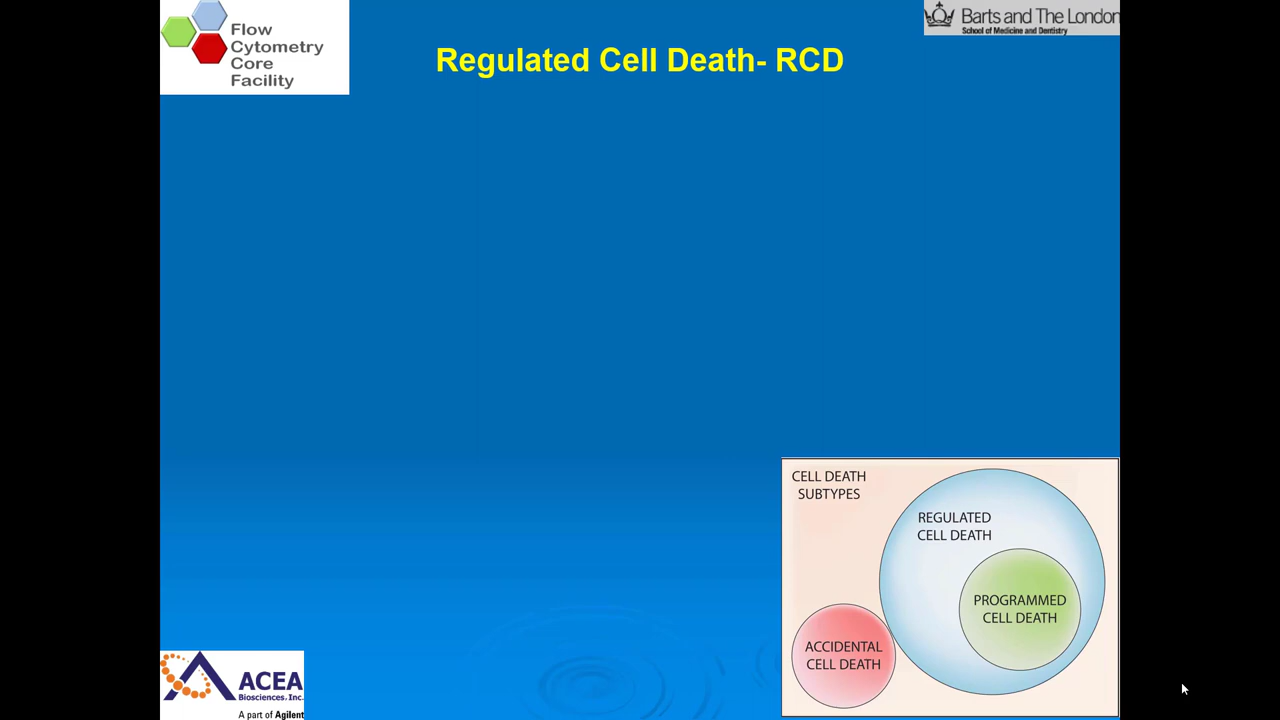 Flow
Cytometry
Core
Facility
Barts and The London
School of Medicine and Dentistry
Regulated Cell Death- RCD
CELL DEATH
SUBTYPES
REGULATED
CELL DEATH
PROGRAMMED
CELL DEATH
ACCIDENTAL
CELL DEATH
ACEA
Biosciences, Inc.
A part of Agilent